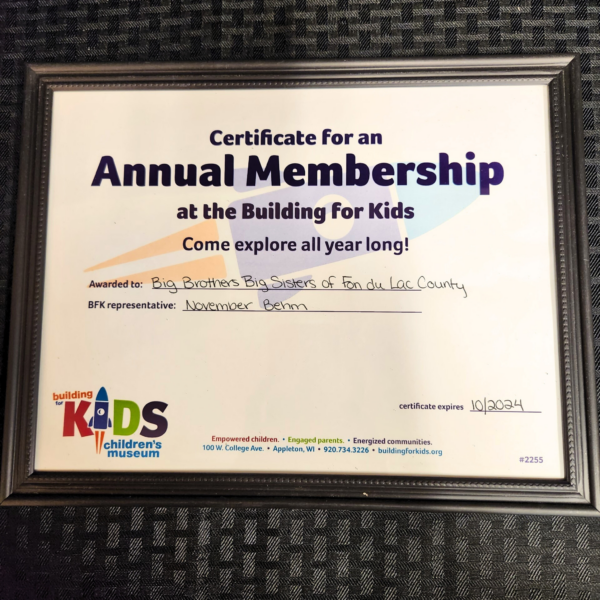 Certificate for an
Annual Membership
at the Building for Kids
Come explore all year long!
Awarded to: Big Brothers Big Sisters of Fon du Lac County
BFK representative: November Behm
certificate expires 10/2024
building
for
KIDS
children's
museum
Empowered children. • Engaged parents. • Energized communities.
100 W. College Ave. • Appleton, WI • 920.734.3226 • buildingforkids.org
#2255